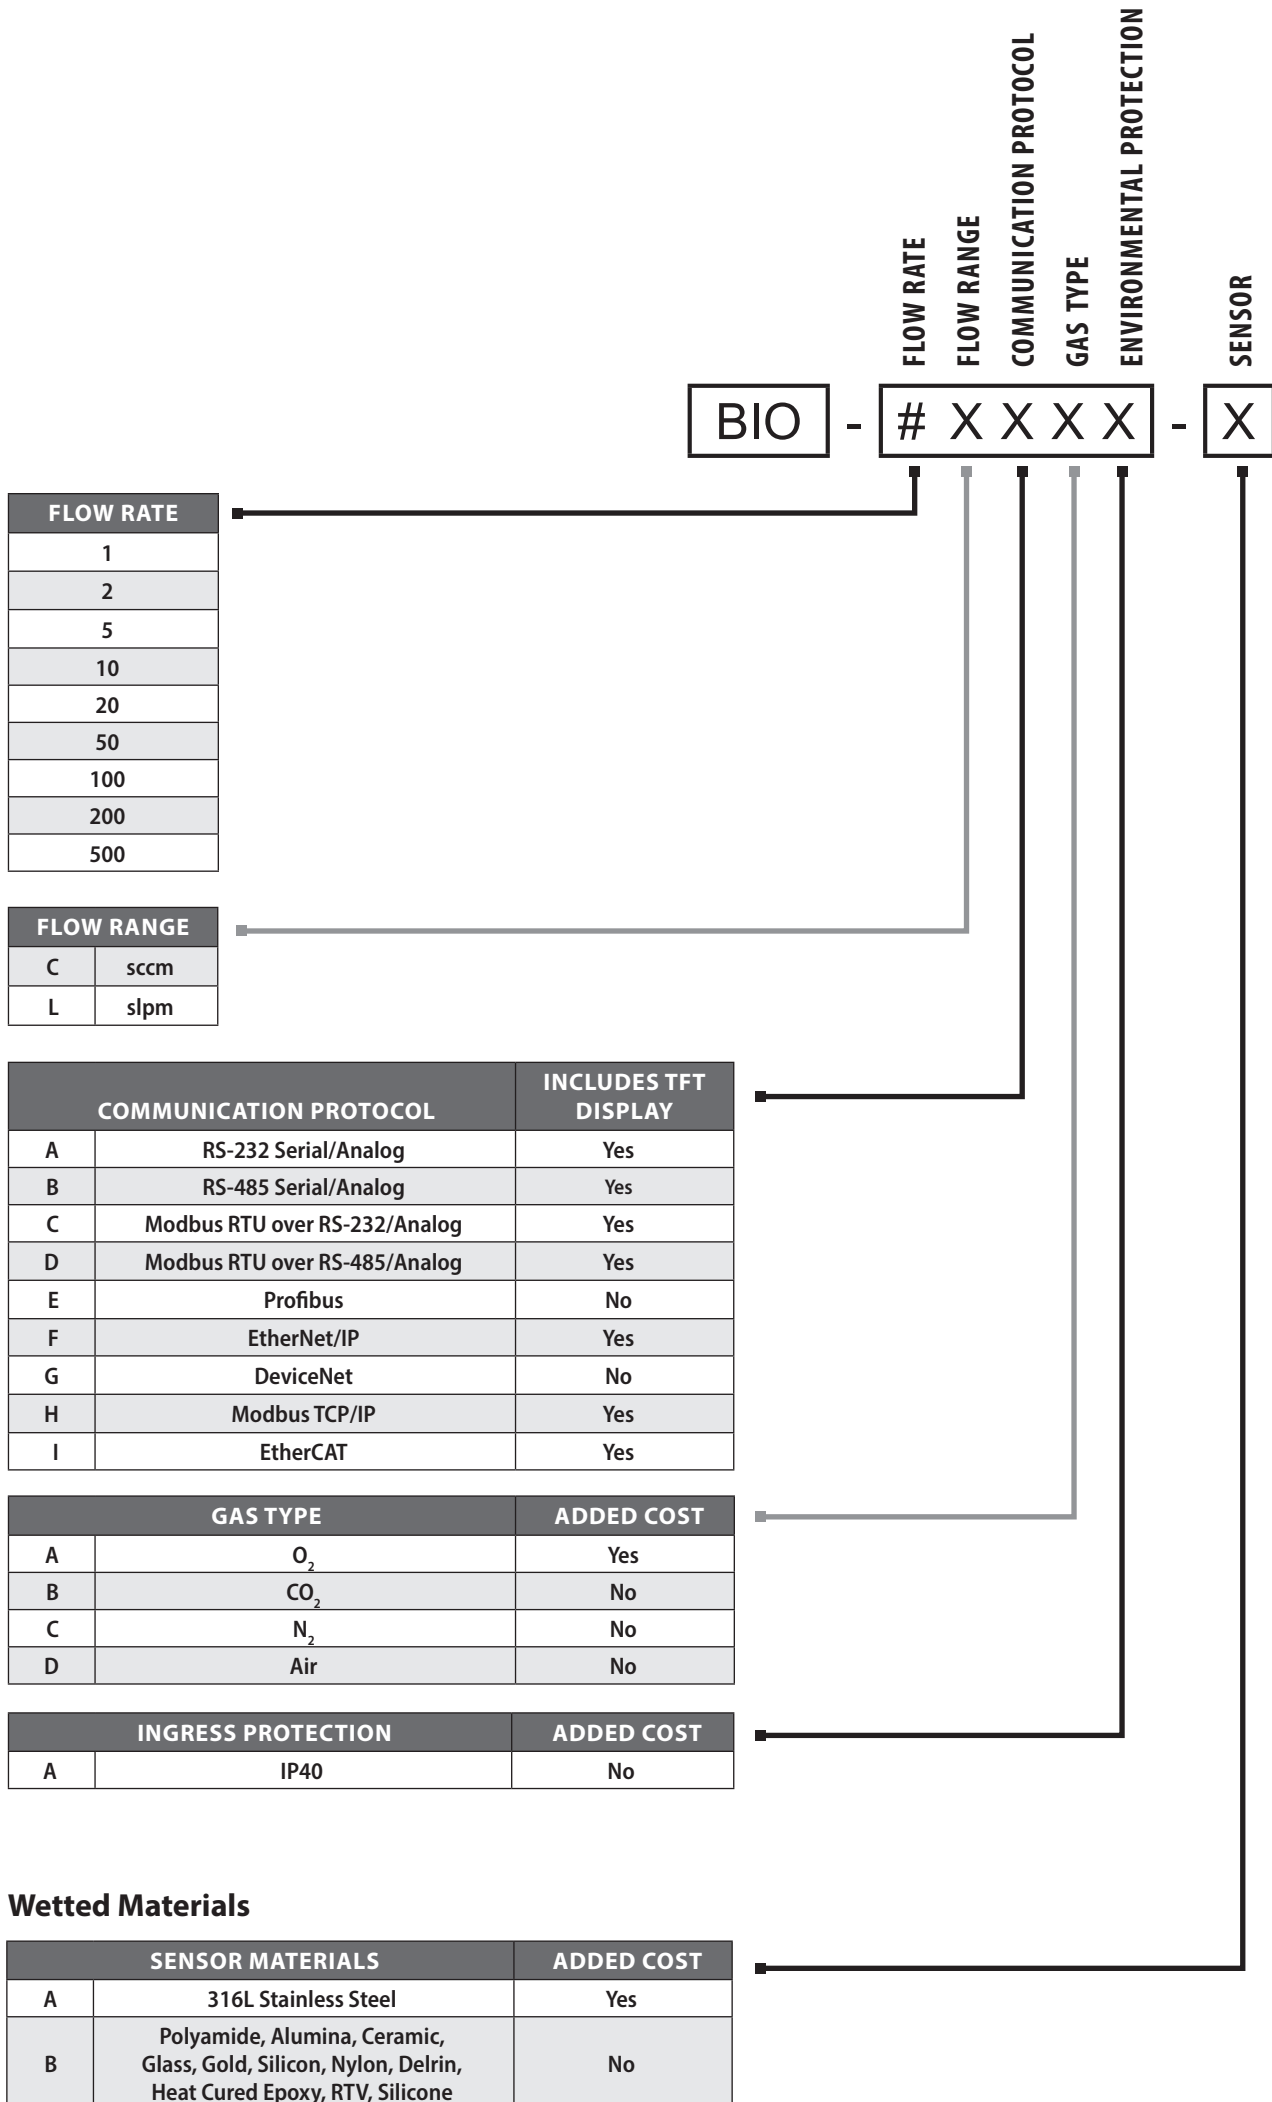 FLOW RATE
FLOW RANGE
COMMUNICATION PROTOCOL
GAS TYPE
ENVIRONMENTAL PROTECTION
SENSOR
BIO - # X X X X - X
FLOW RATE
1
2
5
10
20
50
100
200
500
FLOW RANGE
C sccm
L slpm
COMMUNICATION PROTOCOL INCLUDES TFT DISPLAY
A RS-232 Serial/Analog Yes
B RS-485 Serial/Analog Yes
C Modbus RTU over RS-232/Analog Yes
D Modbus RTU over RS-485/Analog Yes
E Profibus No
F EtherNet/IP Yes
G DeviceNet No
H Modbus TCP/IP Yes
I EtherCAT Yes
GAS TYPE ADDED COST
A O₂ Yes
B CO₂ No
C N₂ No
D Air No
INGRESS PROTECTION ADDED COST
A IP40 No
Wetted Materials
SENSOR MATERIALS ADDED COST
A 316L Stainless Steel Yes
Polyamide, Alumina, Ceramic,
B Glass, Gold, Silicon, Nylon, Delrin, No
Heat Cured Epoxy, RTV, Silicone